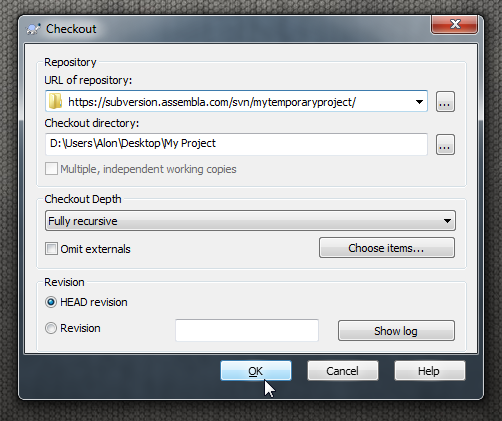 Checkout
Repository
URL of repository:
https://subversion.assembla.com/svn/mytemporaryproject/
...
Checkout directory:
D:\Users\Alon\Desktop\My Project
...
Multiple, independent working copies
Checkout Depth
Fully recursive
Omit externals
Choose items...
Revision
HEAD revision
Revision
Show log
OK
Cancel
Help